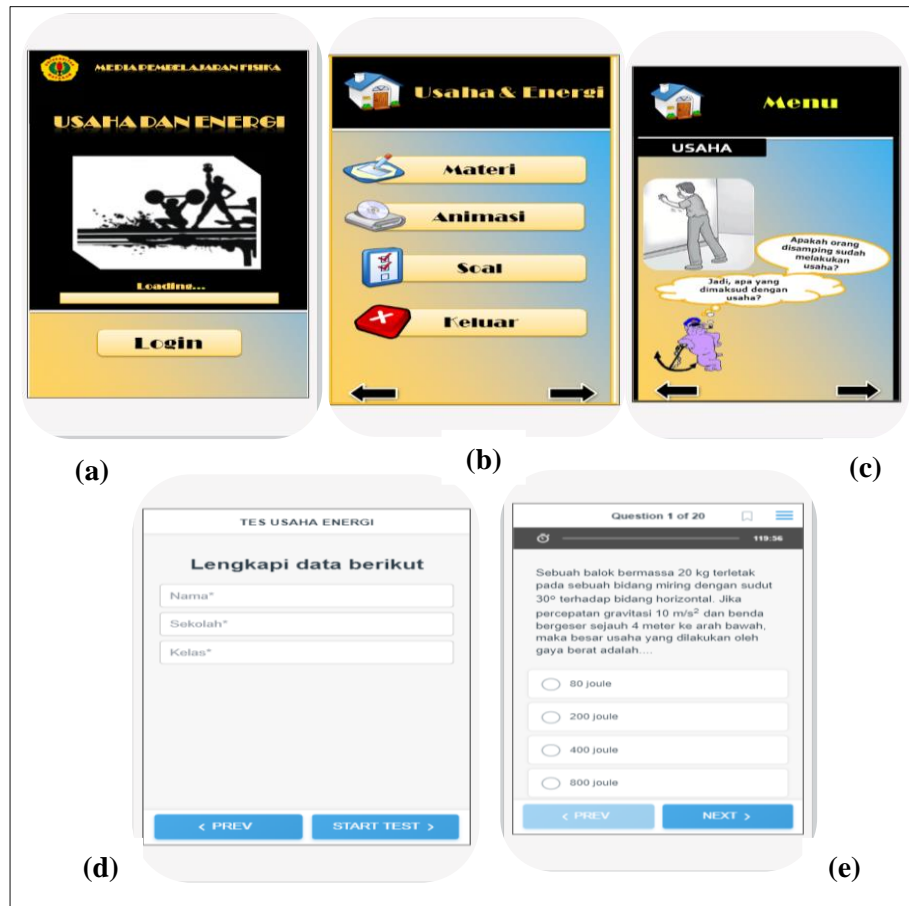 MEDIA PEMBELAJARAN FISIKA
USAHA DAN ENERGI
Loading...
Login
(a)
Usaha & Energi
Materi
Animasi
Soal
Keluar
(b)
Menu
USAHA
Apakah orang
disamping sudah
melakukan
usaha?
Jadi, apa yang
dimaksud dengan
usaha?
(c)
TES USAHA ENERGI
Lengkapi data berikut
Nama*
Sekolah*
Kelas*
< PREV
START TEST >
(d)
Question 1 of 20
119:56
Sebuah balok bermassa 20 kg terletak
pada sebuah bidang miring dengan sudut
30º terhadap bidang horizontal. Jika
percepatan gravitasi 10 m/s² dan benda
bergeser sejauh 4 meter ke arah bawah,
maka besar usaha yang dilakukan oleh
gaya berat adalah....
80 joule
200 joule
400 joule
800 joule
< PREV
NEXT >
(e)